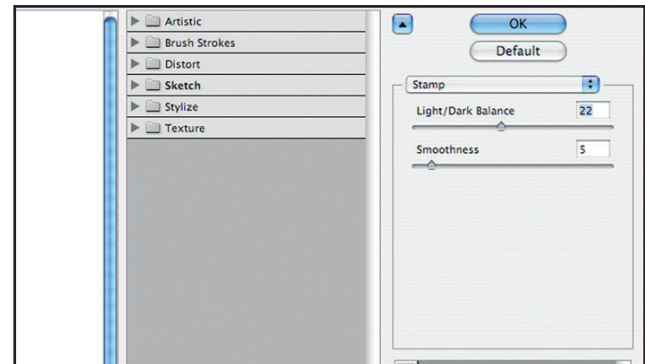 Artistic
Brush Strokes
Distort
Sketch
Stylize
Texture
OK
Default
Stamp
Light/Dark Balance 22
Smoothness 5